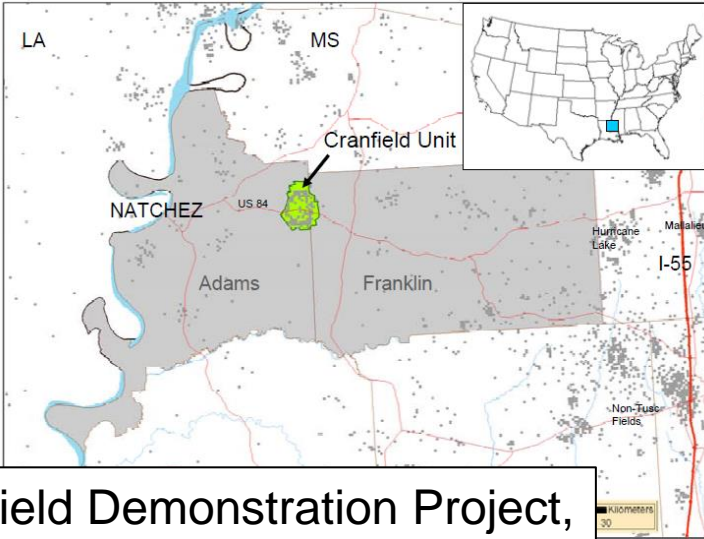 LA
MS
Cranfield Unit
NATCHEZ
US 84
Hurricane
Lake
Mallalieu
I-55
Adams
Franklin
Non-Tusc
Fields
ield Demonstration Project,
Kilometers
30